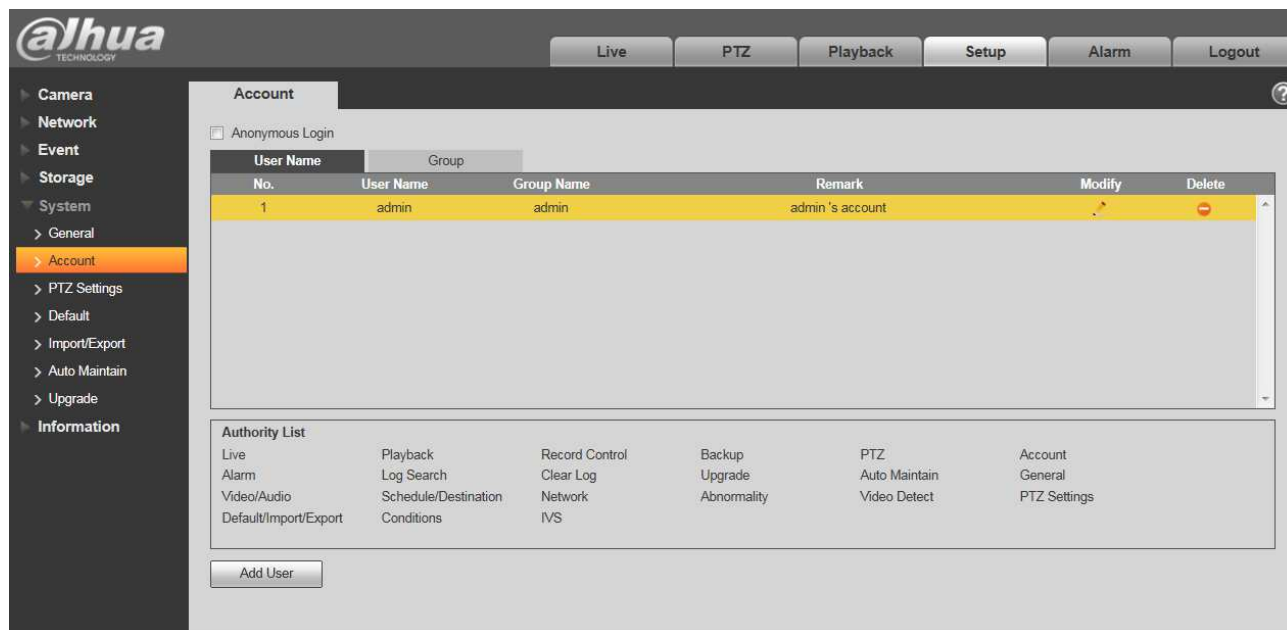 alhua
TECHNOLOGY
Live PTZ Playback Setup Alarm Logout
Camera
Network
Event
Storage
System
> General
> Account
> PTZ Settings
> Default
> Import/Export
> Auto Maintain
> Upgrade
Information
Account
?
Anonymous Login
User Name Group
No. User Name Group Name Remark Modify Delete
1 admin admin admin 's account
Authority List
Live Playback Record Control Backup PTZ Account
Alarm Log Search Clear Log Upgrade Auto Maintain General
Video/Audio Schedule/Destination Network Abnormality Video Detect PTZ Settings
Default/Import/Export Conditions IVS
Add User